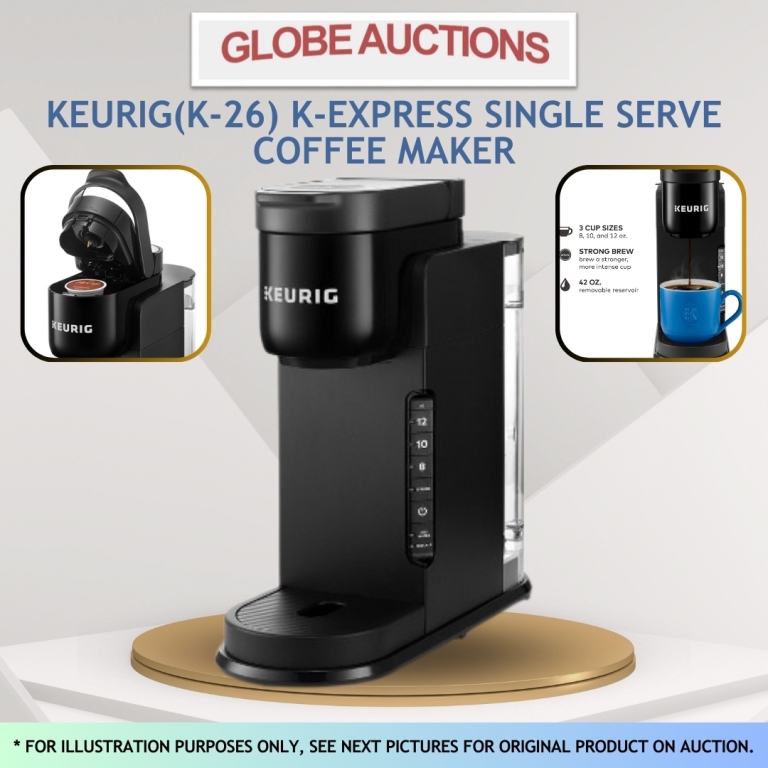 GLOBE AUCTIONS
KEURIG(K-26) K-EXPRESS SINGLE SERVE
COFFEE MAKER
KEURIG
3 CUP SIZES
8, 10, and 12 oz.
STRONG BREW
brew a stronger,
more intense cup
42 OZ.
removable reservoir
KEURIG
KEURIG
12
10
8
* FOR ILLUSTRATION PURPOSES ONLY, SEE NEXT PICTURES FOR ORIGINAL PRODUCT ON AUCTION.